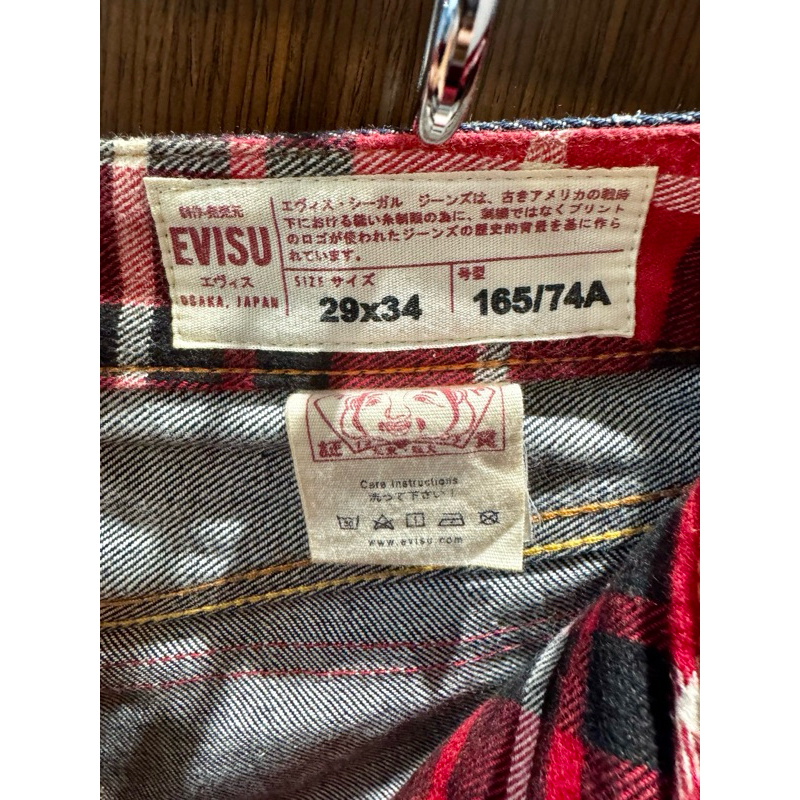 製作・発売元
EVISU
エヴィス
OSAKA, JAPAN
エヴィス・シーガル ジーンズは、古きアメリカの戦時
下における縫い糸制限の為に、刺繍ではなくプリント
のロゴが使われたジーンズの歴史的背景を基に作ら
れています。
SIZE サイズ
29x34
号型
165/74A
Care instructions
洗って下さい!
www.evisu.com